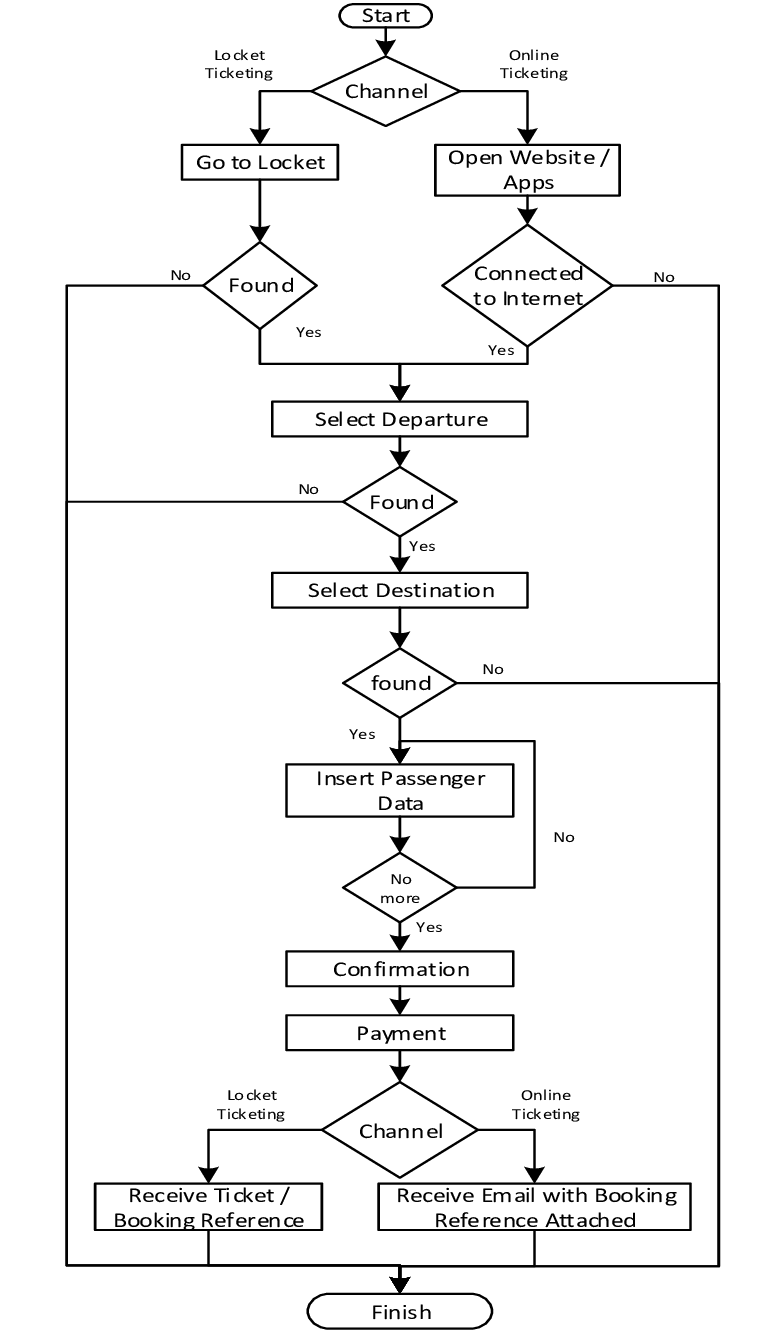 Start
Locket
Ticketing
Online
Ticketing
Channel
Go to Locket
Open Website /
Apps
No
Found
Yes
Connected
to Internet
No
Yes
Select Departure
No
Found
Yes
Select Destination
found
No
Yes
Insert Passenger
Data
No
No
more
Yes
Confirmation
Payment
Locket
Ticketing
Online
Ticketing
Channel
Receive Ticket /
Booking Reference
Receive Email with Booking
Reference Attached
Finish